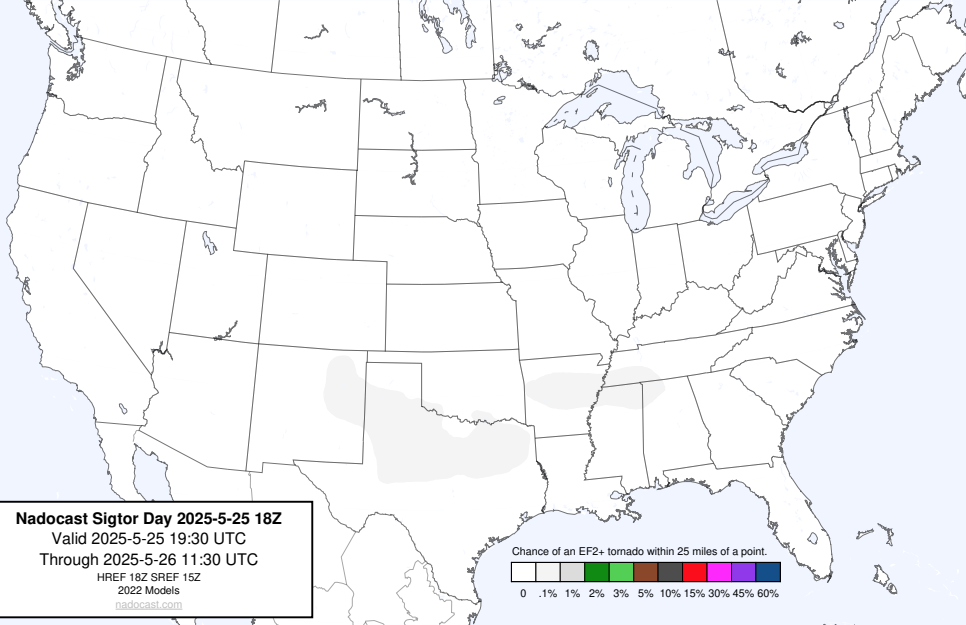 Nadocast Sigtor Day 2025-5-25 18Z
Valid 2025-5-25 19:30 UTC
Through 2025-5-26 11:30 UTC
HREF 18Z SREF 15Z
2022 Models
nadocast.com
Chance of an EF2+ tornado within 25 miles of a point.
0 .1% 1% 2% 3% 5% 10% 15% 30% 45% 60%